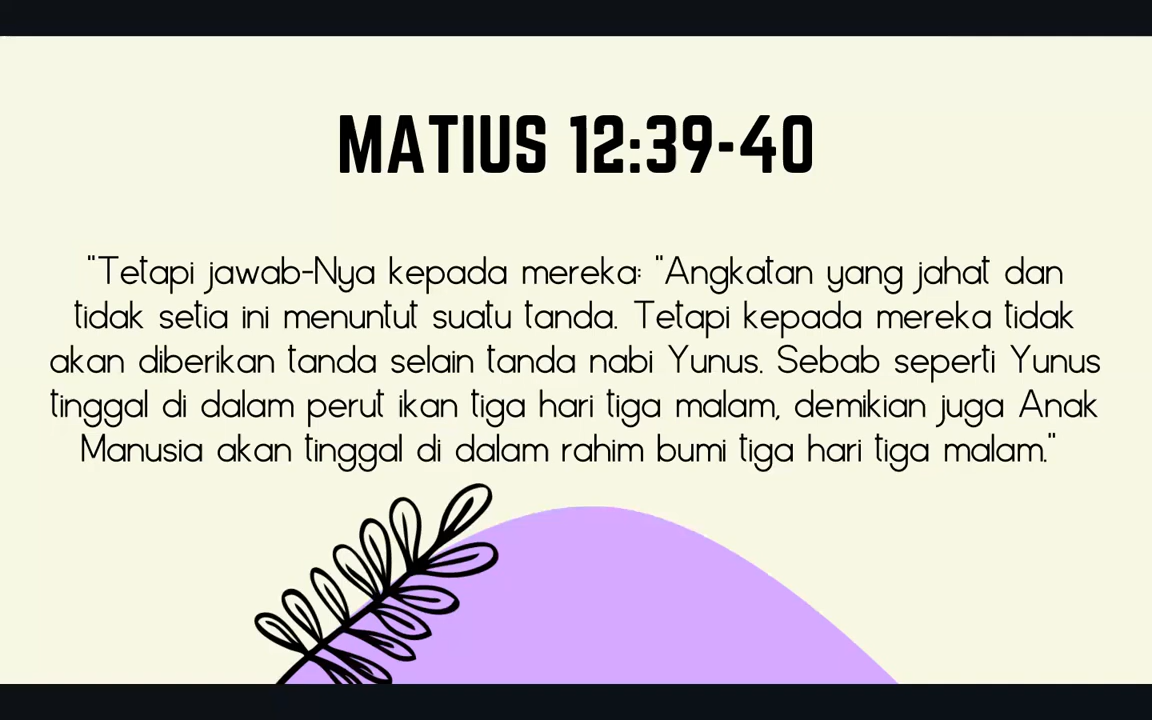 MATIUS 12:39-40
"Tetapi jawab-Nya kepada mereka: "Angkatan yang jahat dan
tidak setia ini menuntut suatu tanda. Tetapi kepada mereka tidak
akan diberikan tanda selain tanda nabi Yunus. Sebab seperti Yunus
tinggal di dalam perut ikan tiga hari tiga malam, demikian juga Anak
Manusia akan tinggal di dalam rahim bumi tiga hari tiga malam."